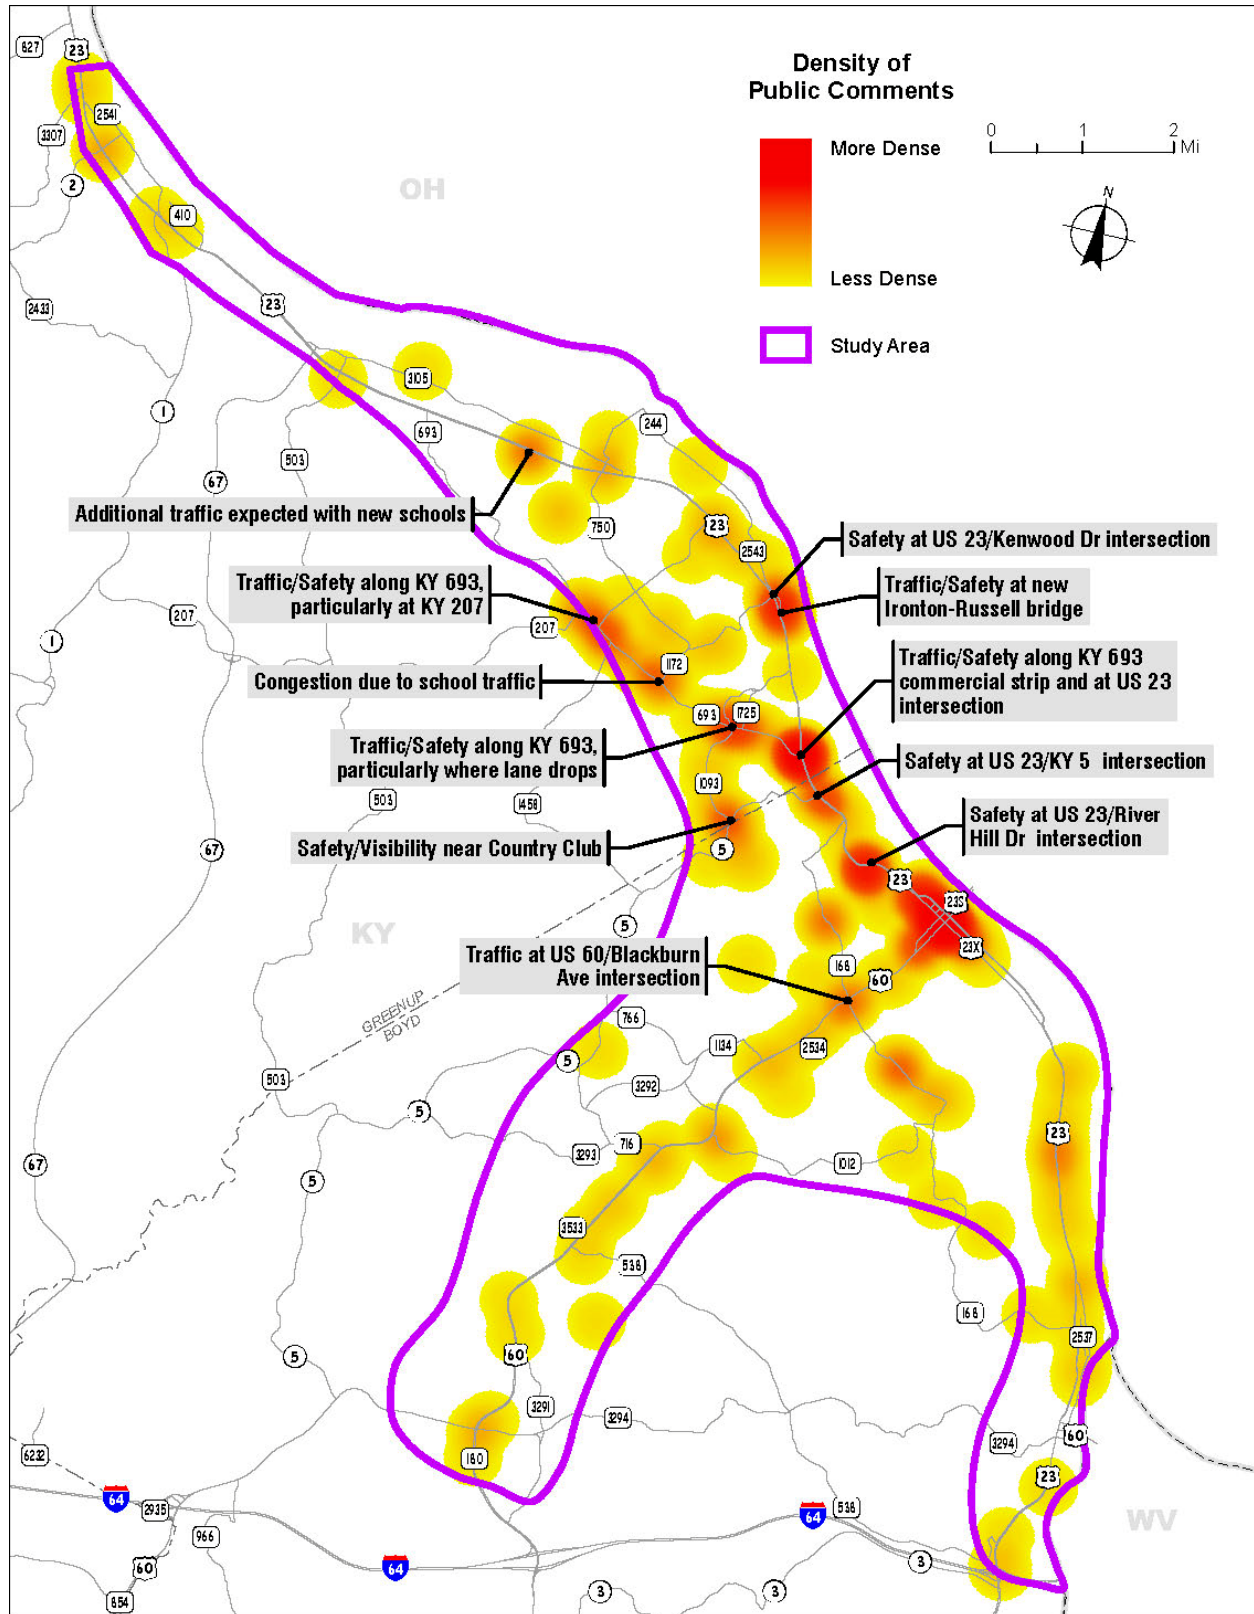 Density of
Public Comments
More Dense
Less Dense
Study Area
0
1
2
Mi
N
OH
827
23
2541
3307
2
410
2433
23
3105
1
693
244
503
67
Additional traffic expected with new schools
750
23
2543
Safety at US 23/Kenwood Dr intersection
Traffic/Safety along KY 693,
particularly at KY 207
Traffic/Safety at new
Ironton-Russell bridge
207
207
1
1172
Congestion due to school traffic
Traffic/Safety along KY 693
commercial strip and at US 23
intersection
693
1725
Traffic/Safety along KY 693,
particularly where lane drops
Safety at US 23/KY 5 intersection
1093
503
1458
Safety at US 23/River
Hill Dr intersection
67
Safety/Visibility near Country Club
5
23
23S
5
KY
23X
Traffic at US 60/Blackburn
Ave intersection
168
60
GREENUP
BOYD
766
1134
2534
5
503
3292
5
23
716
3293
1012
67
5
3533
538
168
2537
5
60
3291
3294
60
3294
6232
180
23
64
2935
538
64
WV
966
60
64
3
854
3
3